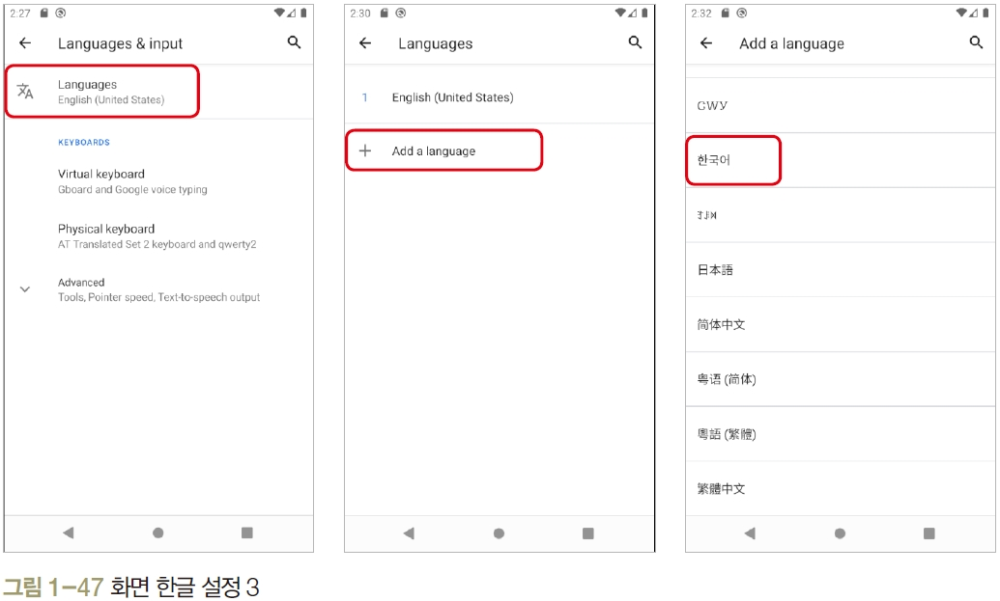 2:27
Languages & input
Languages
English (United States)
KEYBOARDS
Virtual keyboard
Gboard and Google voice typing
Physical keyboard
AT Translated Set 2 keyboard and qwerty2
Advanced
Tools, Pointer speed, Text-to-speech output
2:30
Languages
1 English (United States)
Add a language
2:32
Add a language
한국어
日本語
简体中文
粤语 (简体)
粵語 (繁體)
繁體中文
그림 1-47 화면 한글 설정 3